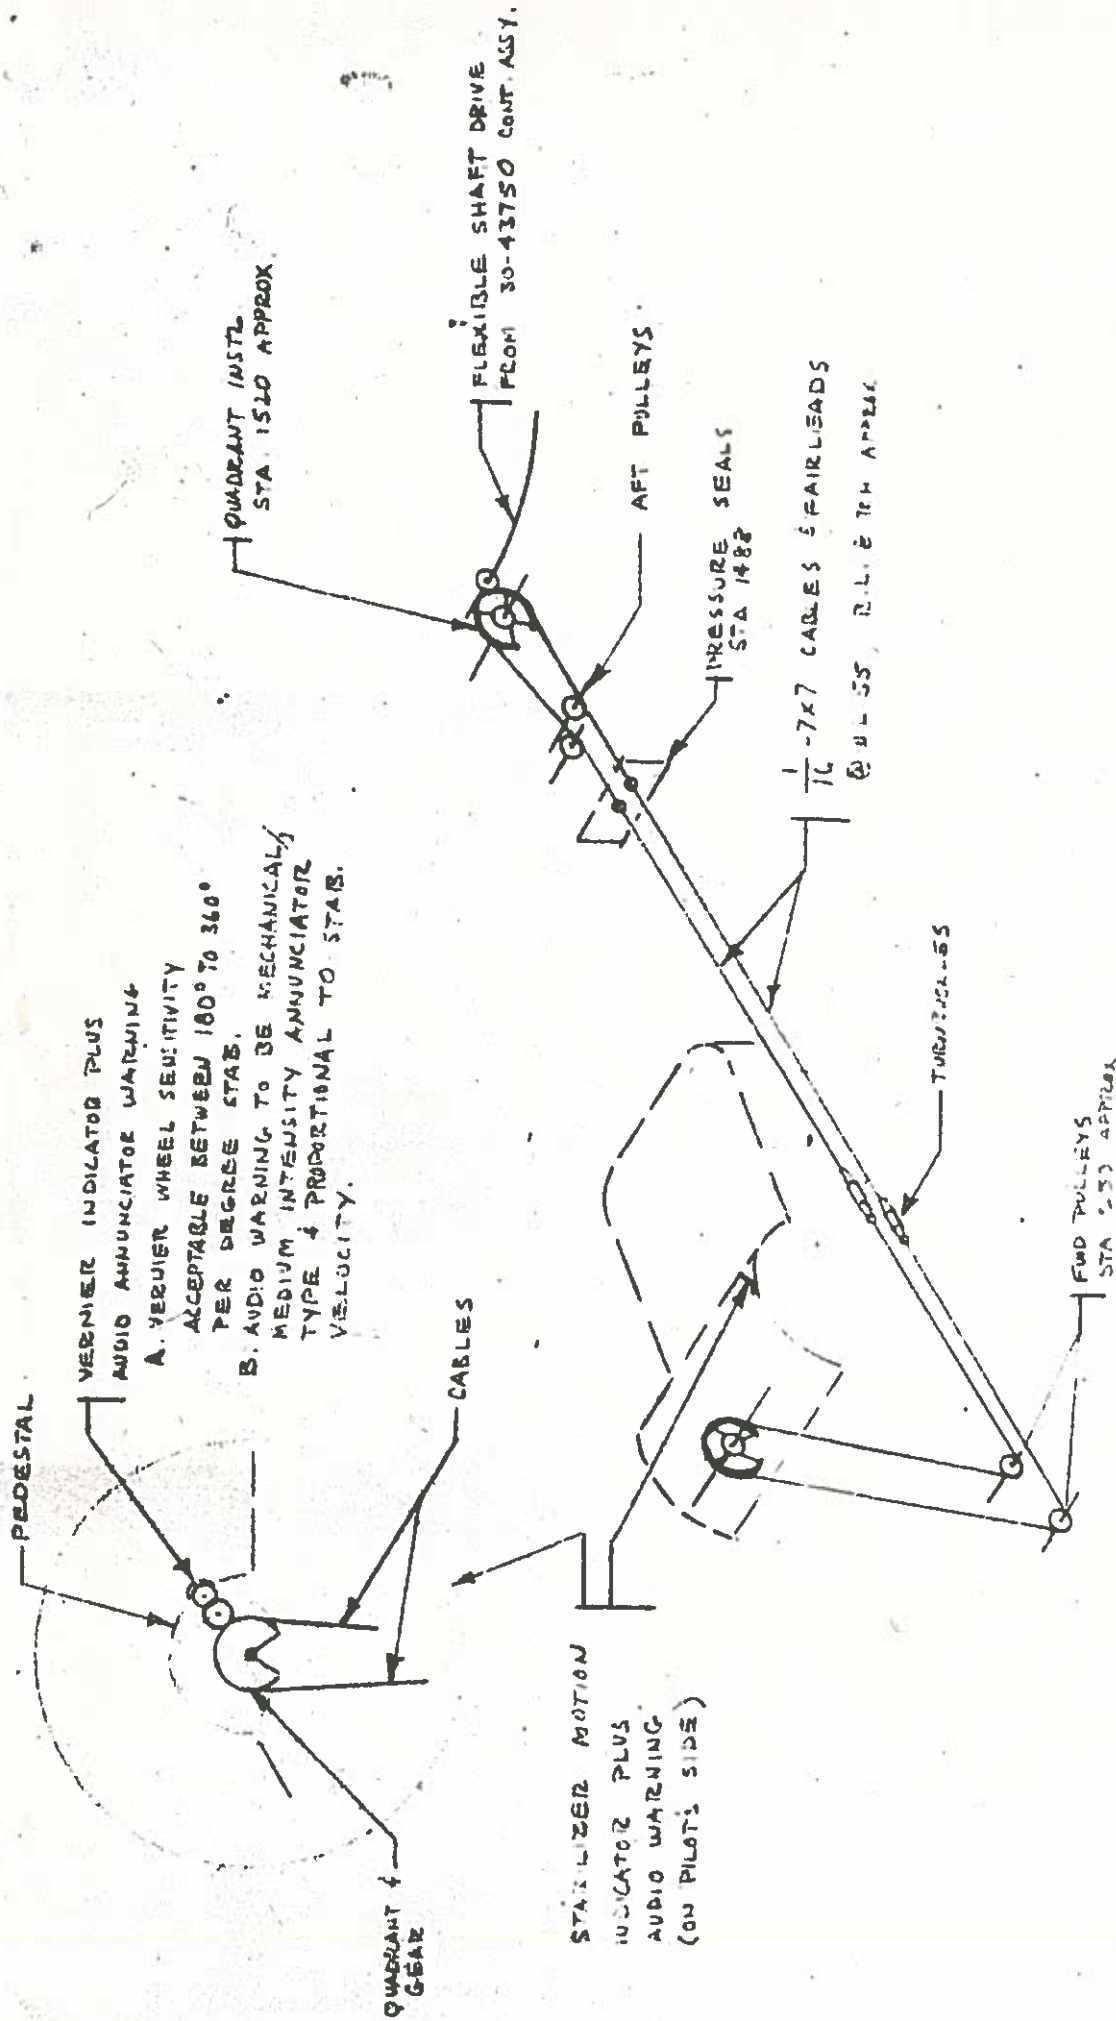 PEDESTAL
VERNIER INDICATOR PLUS
AUDIO ANNUNCIATOR WARNING
A. VERNIER WHEEL SENSITIVITY
ACCEPTABLE BETWEEN 180° TO 360°
PER DEGREE STAB.
B. AUDIO WARNING TO BE MECHANICAL,
MEDIUM INTENSITY ANNUNCIATOR
TYPE & PROPORTIONAL TO STAB.
VELOCITY.
CABLES
QUADRANT &
GEAR
QUADRANT INSTL
STA. 1520 APPROX
FLEXIBLE SHAFT DRIVE
FROM 30-43750 CONT. ASSY.
AFT PULLEYS
PRESSURE SEALS
STA 1482
1/16 - 7x7 CABLES & FAIRLEADS
TURNBUCKLES
FWD PULLEYS
STA APPROX
STABILIZER MOTION
INDICATOR PLUS
AUDIO WARNING
(ON PILOT'S SIDE)